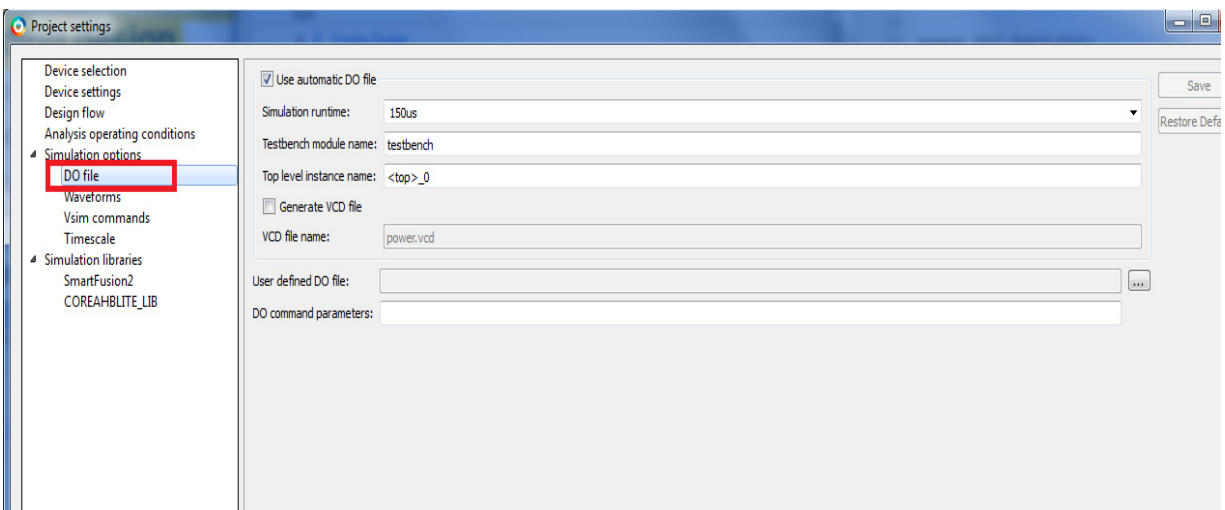 Project settings
Device selection
Device settings
Design flow
Analysis operating conditions
Simulation options
DO file
Waveforms
Vsim commands
Timescale
Simulation libraries
SmartFusion2
COREAHBLITE_LIB
Use automatic DO file
Simulation runtime: 150us
Testbench module name: testbench
Top level instance name: <top>_0
Generate VCD file
VCD file name: power.vcd
User defined DO file: ...
DO command parameters:
Save
Restore Defa